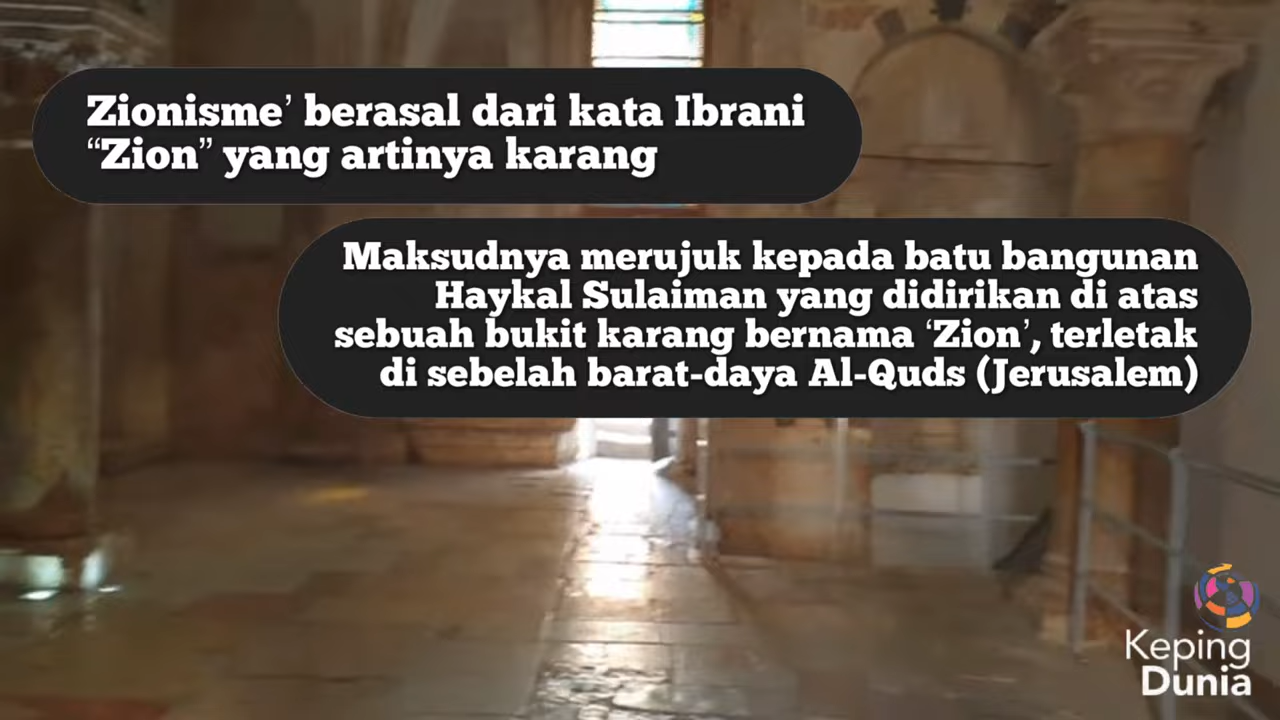 Zionisme’ berasal dari kata Ibrani
“Zion” yang artinya karang
Maksudnya merujuk kepada batu bangunan
Haykal Sulaiman yang didirikan di atas
sebuah bukit karang bernama ‘Zion’, terletak
di sebelah barat-daya Al-Quds (Jerusalem)
Keping
Dunia